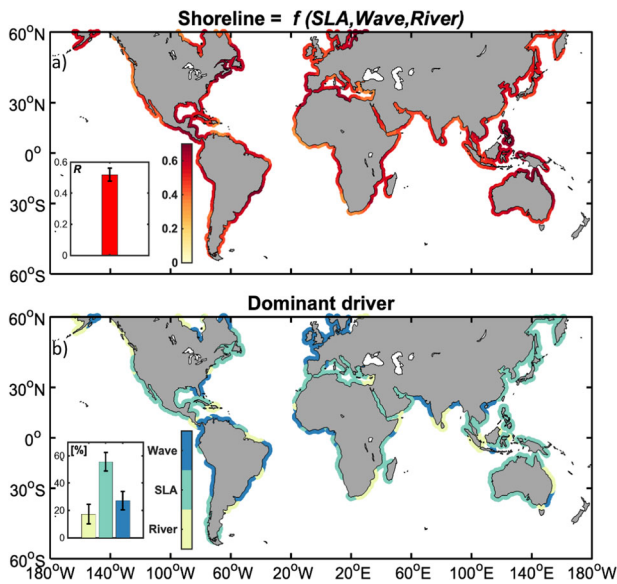 Shoreline = f (SLA,Wave,River)
60°N
a)
30°N
0°
30°S
60°S
R
0.6
0.4
0.2
0
0.6
0.4
0.2
0
Dominant driver
60°N
b)
30°N
0°
30°S
60°S
[%]
60
40
20
0
Wave
SLA
River
180°W 140°W 100°W 60°W 20°W 20°E 60°E 100°E 140°E 180°W